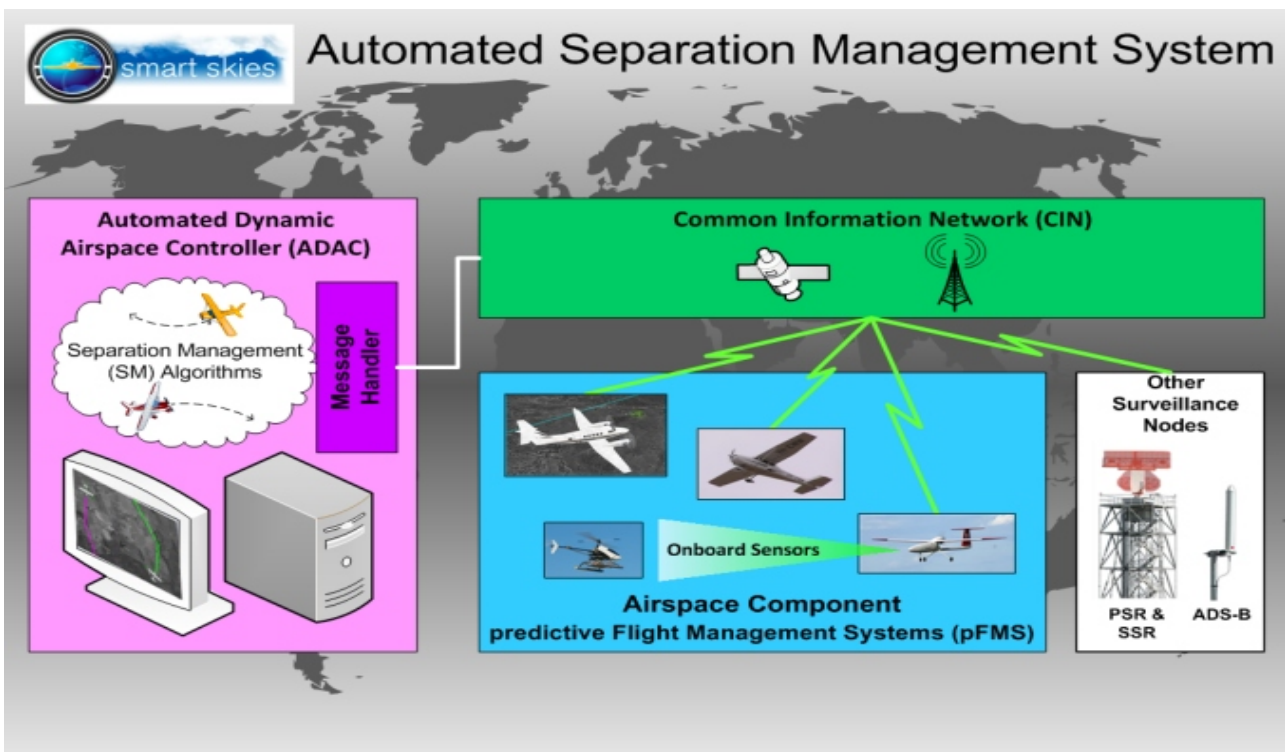 smart skies
Automated Separation Management System
Automated Dynamic
Airspace Controller (ADAC)
Separation Management
(SM) Algorithms
Message
Handler
Common Information Network (CIN)
Onboard Sensors
Airspace Component
predictive Flight Management Systems (pFMS)
Other
Surveillance
Nodes
PSR &
SSR
ADS-B